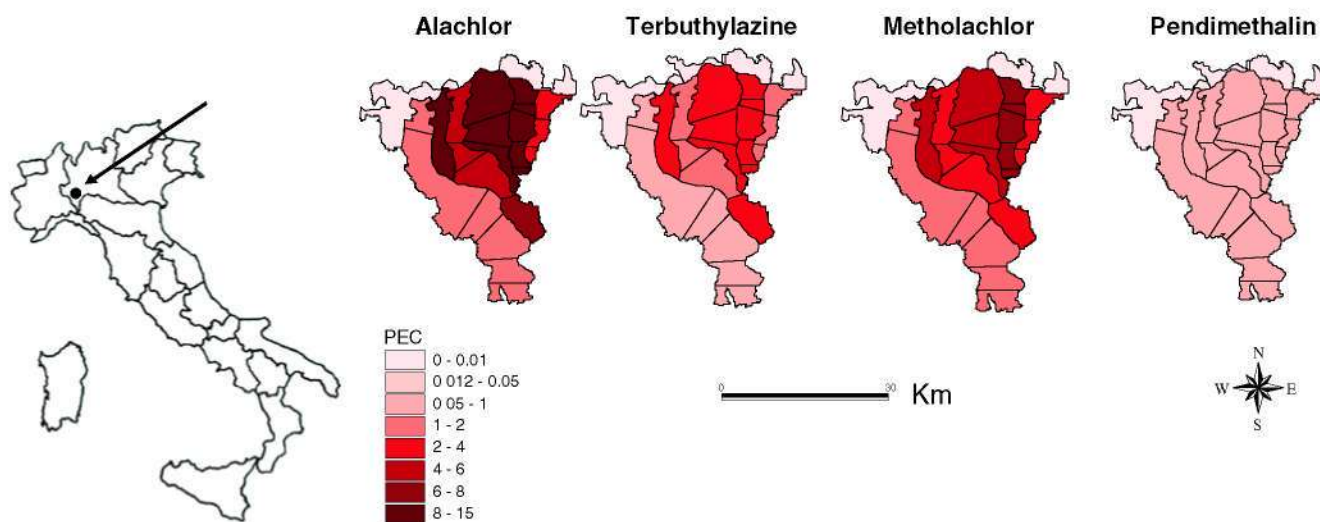 Alachlor Terbuthylazine Metholachlor Pendimethalin
PEC
0 - 0.01
0 012 - 0.05
0 05 - 1
1 - 2
2 - 4
4 - 6
6 - 8
8 - 15
0 30 Km
N
W E
S